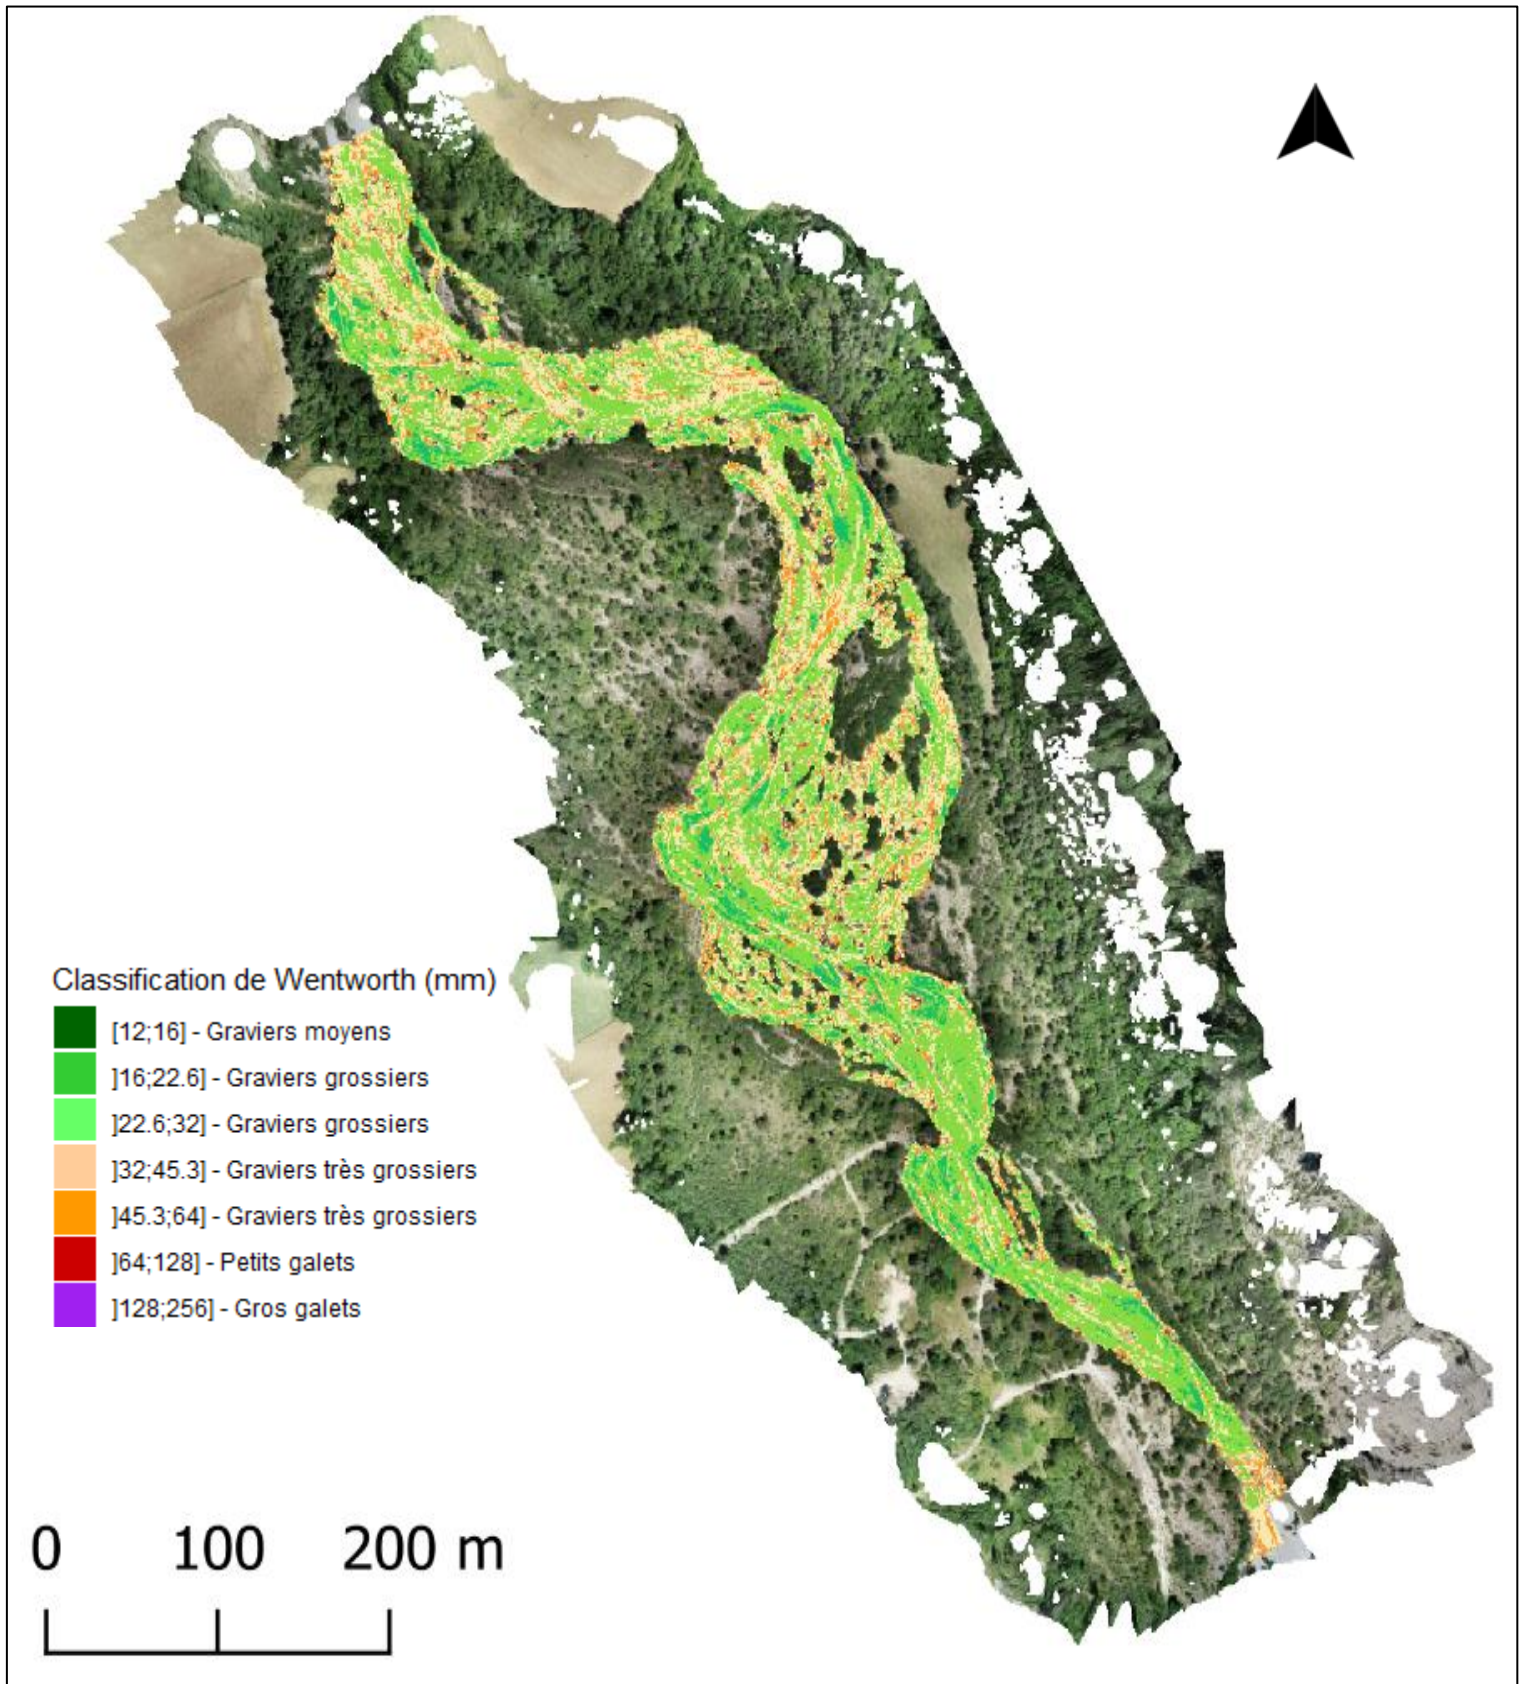 Classification de Wentworth (mm)
[12;16] - Graviers moyens
]16;22.6] - Graviers grossiers
]22.6;32] - Graviers grossiers
]32;45.3] - Graviers très grossiers
]45.3;64] - Graviers très grossiers
]64;128] - Petits galets
]128;256] - Gros galets
0 100 200 m